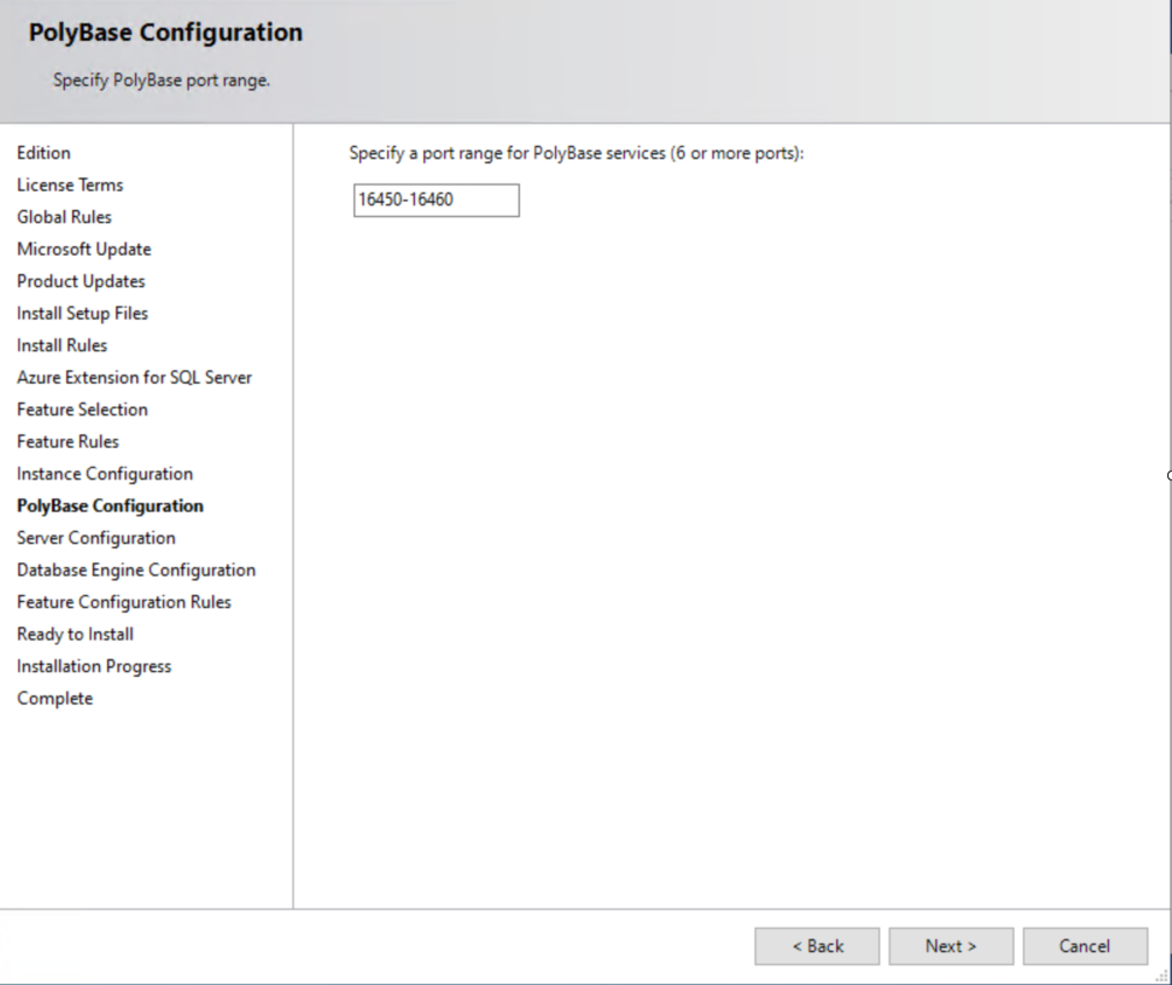 PolyBase Configuration
Specify PolyBase port range.
Edition
License Terms
Global Rules
Microsoft Update
Product Updates
Install Setup Files
Install Rules
Azure Extension for SQL Server
Feature Selection
Feature Rules
Instance Configuration
PolyBase Configuration
Server Configuration
Database Engine Configuration
Feature Configuration Rules
Ready to Install
Installation Progress
Complete
Specify a port range for PolyBase services (6 or more ports):
16450-16460
< Back
Next >
Cancel